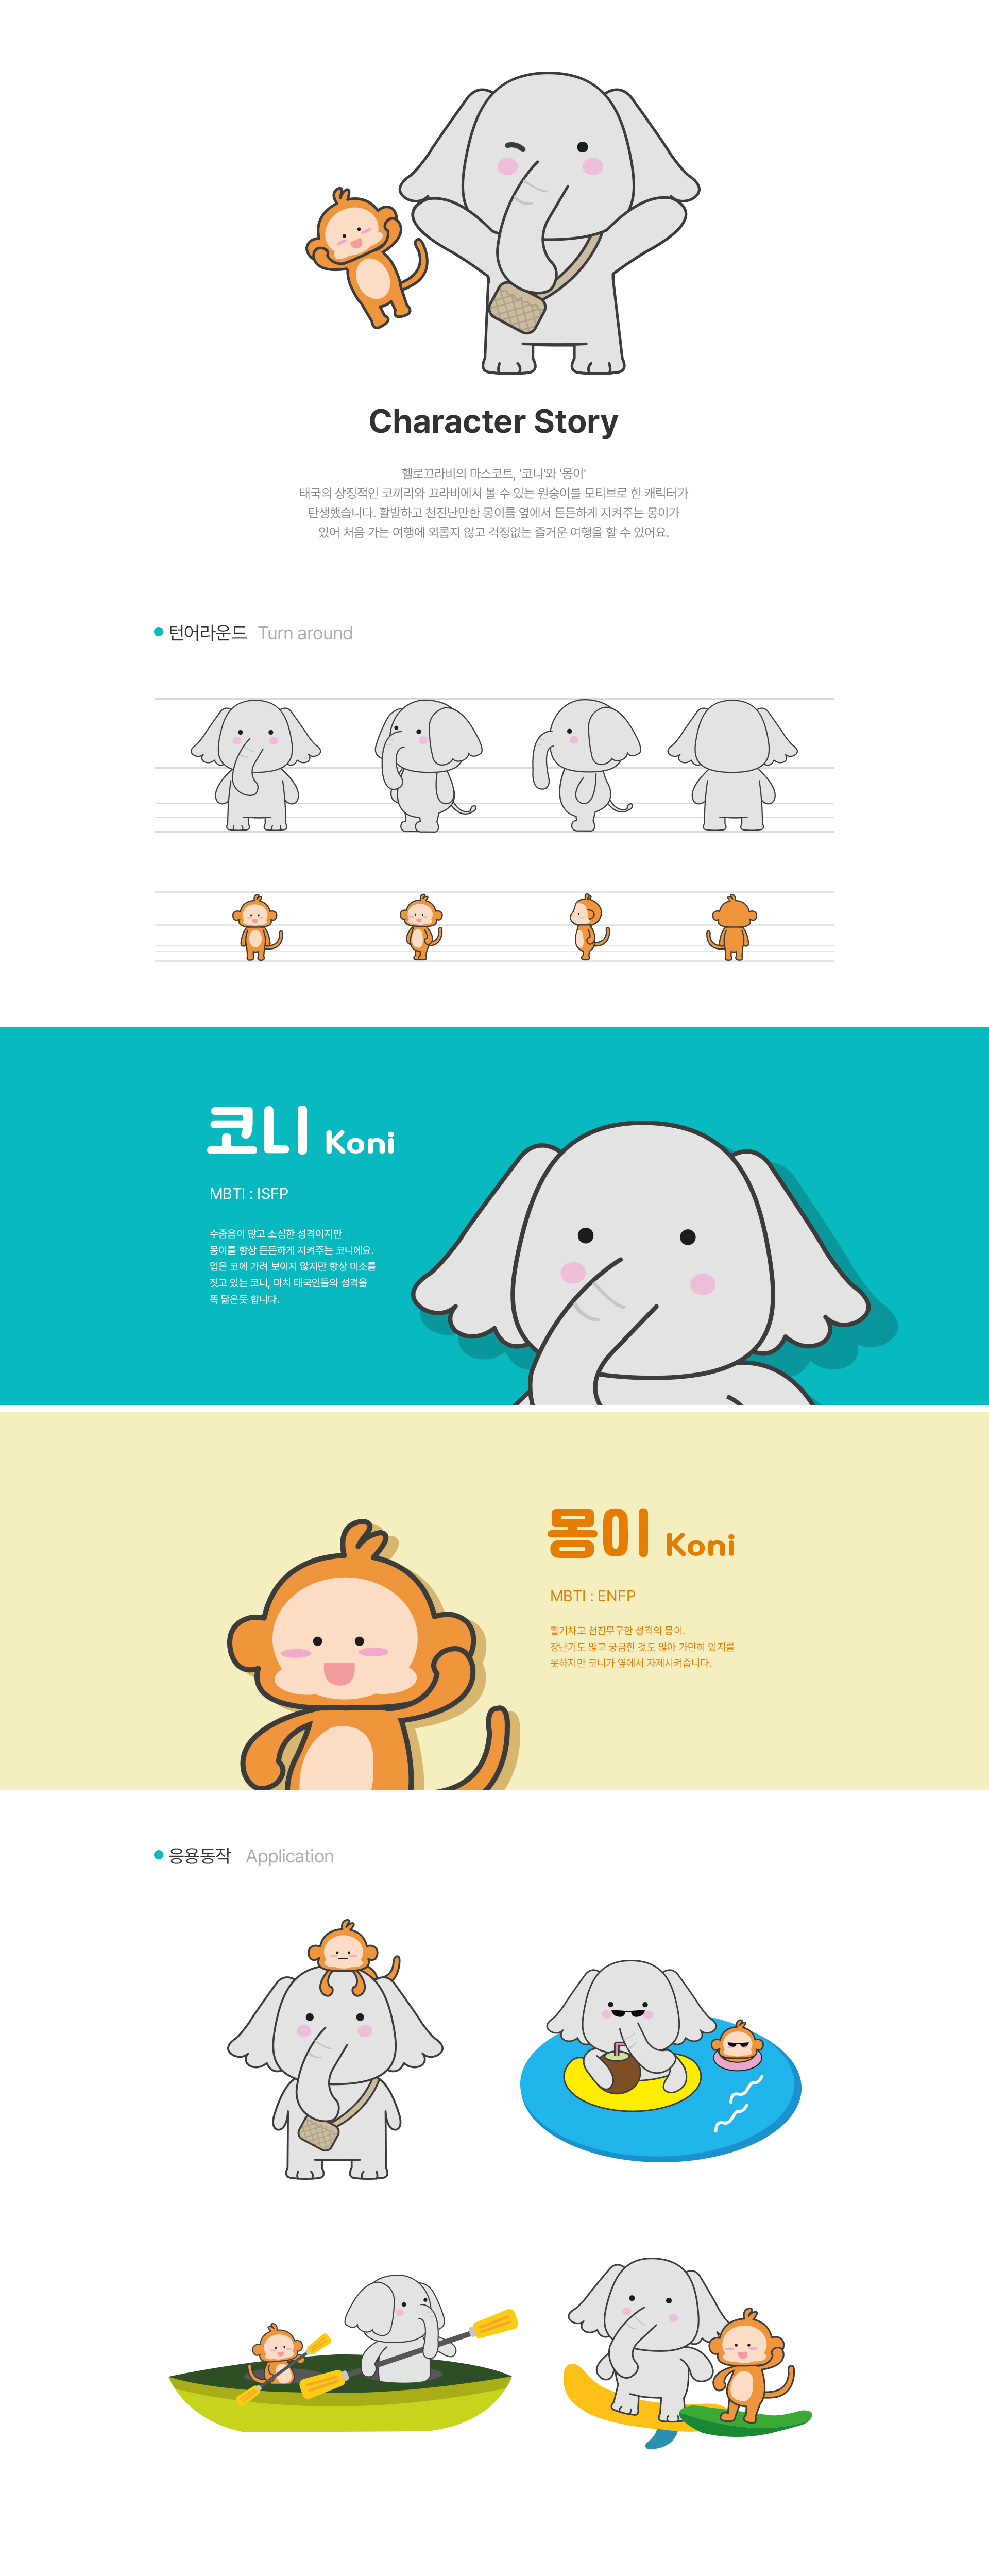 Character Story
헬로끄라비의 마스코트, '코니'와 '몽이'
태국의 상징적인 코끼리와 끄라비에서 볼 수 있는 원숭이를 모티브로 한 캐릭터가
탄생했습니다. 활발하고 천진난만한 몽이를 옆에서 든든하게 지켜주는 몽이가
있어 처음 가는 여행에 외롭지 않고 걱정없는 즐거운 여행을 할 수 있어요.
턴어라운드 Turn around
코니 Koni
MBTI : ISFP
수줍음이 많고 소심한 성격이지만
몽이를 항상 든든하게 지켜주는 코니에요.
입은 코에 가려 보이지 않지만 항상 미소를
짓고 있는 코니, 마치 태국인들의 성격을
똑 닮은듯 합니다.
몽이 Koni
MBTI : ENFP
활기차고 천진무구한 성격의 몽이.
장난기도 많고 궁금한 것도 많아 가만히 있지를
못하지만 코니가 옆에서 자제시켜줍니다.
응용동작 Application